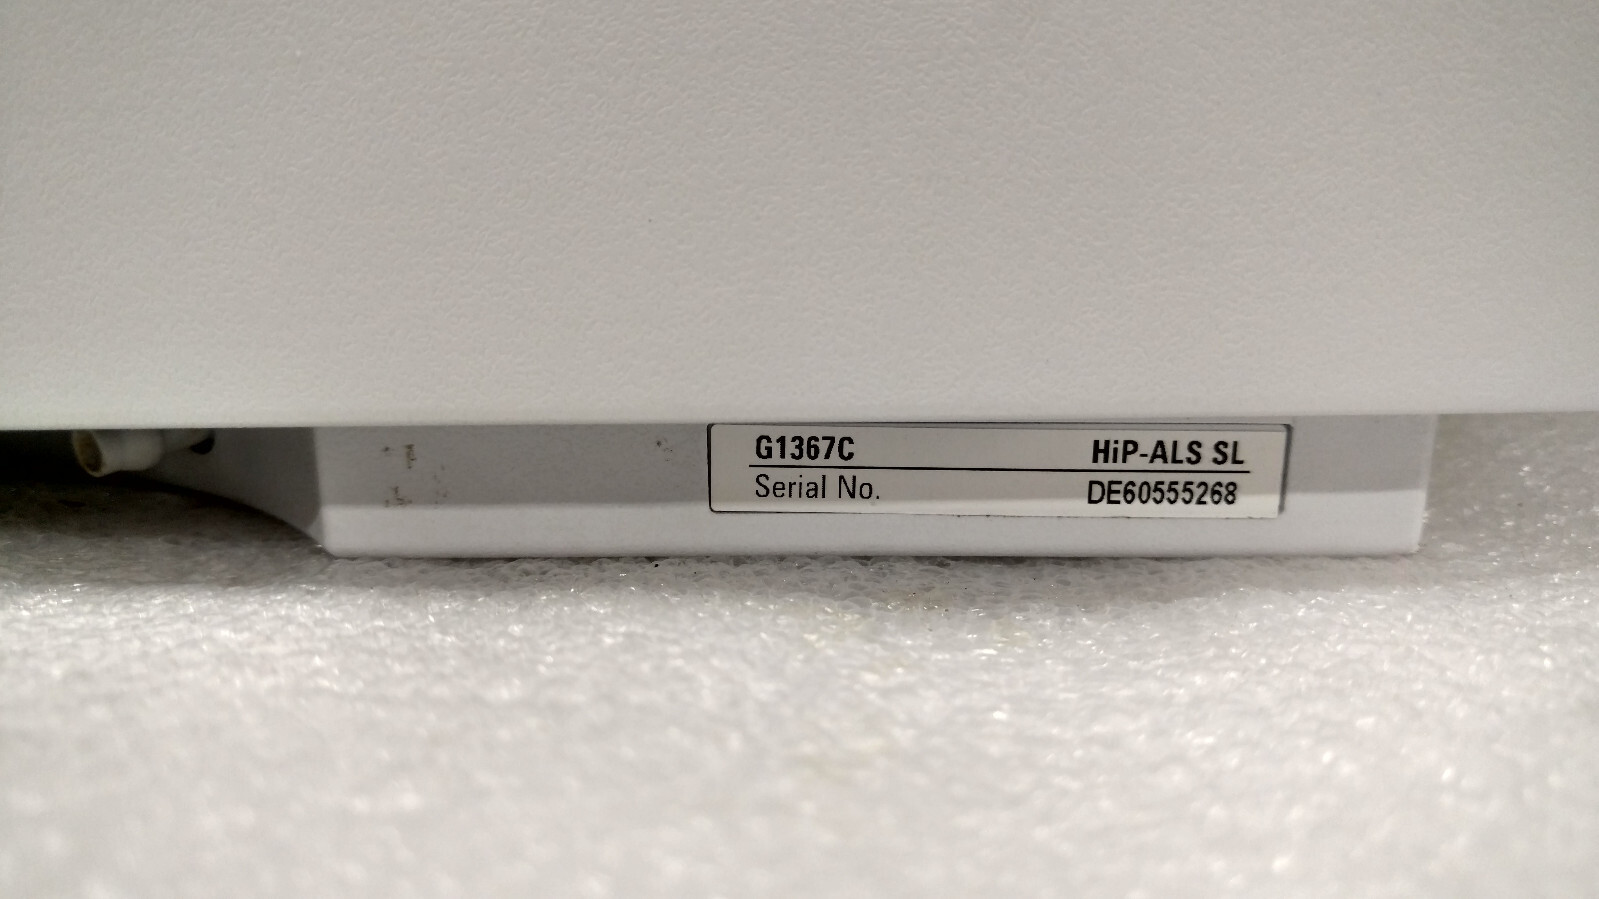 G1367C HiP-ALS SL
Serial No. DE60555268